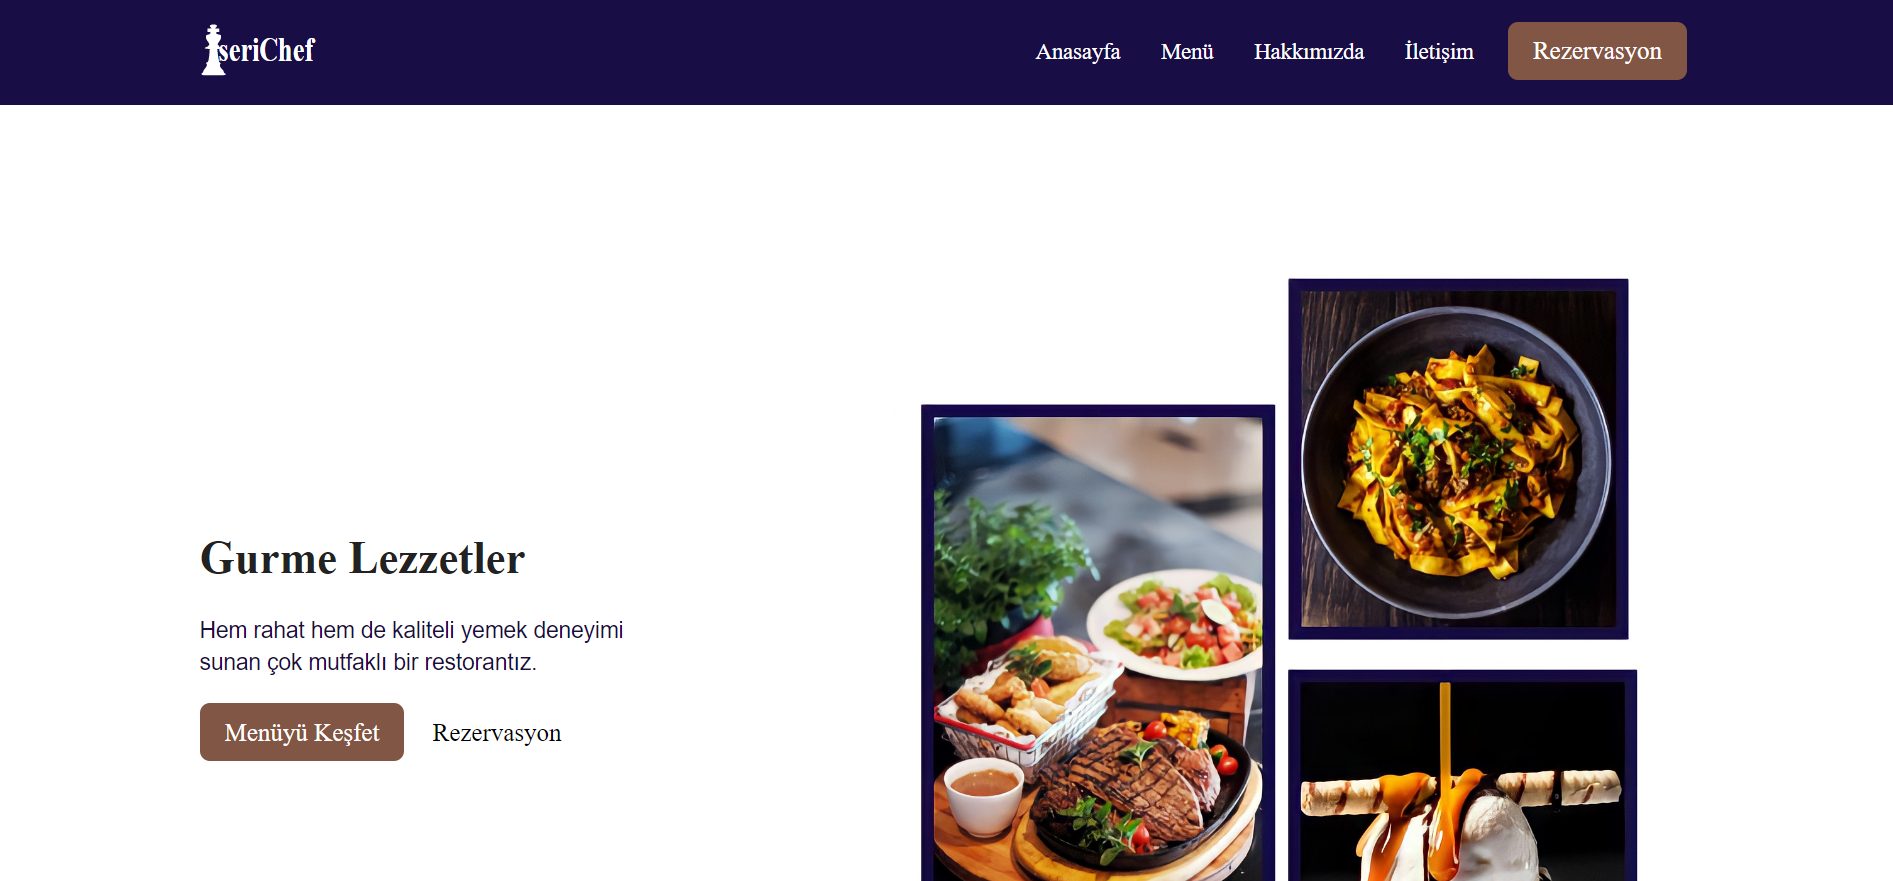 seriChef
Anasayfa Menü Hakkımızda İletişim Rezervasyon
Gurme Lezzetler
Hem rahat hem de kaliteli yemek deneyimi
sunan çok mutfaklı bir restorantız.
Menüyü Keşfet Rezervasyon